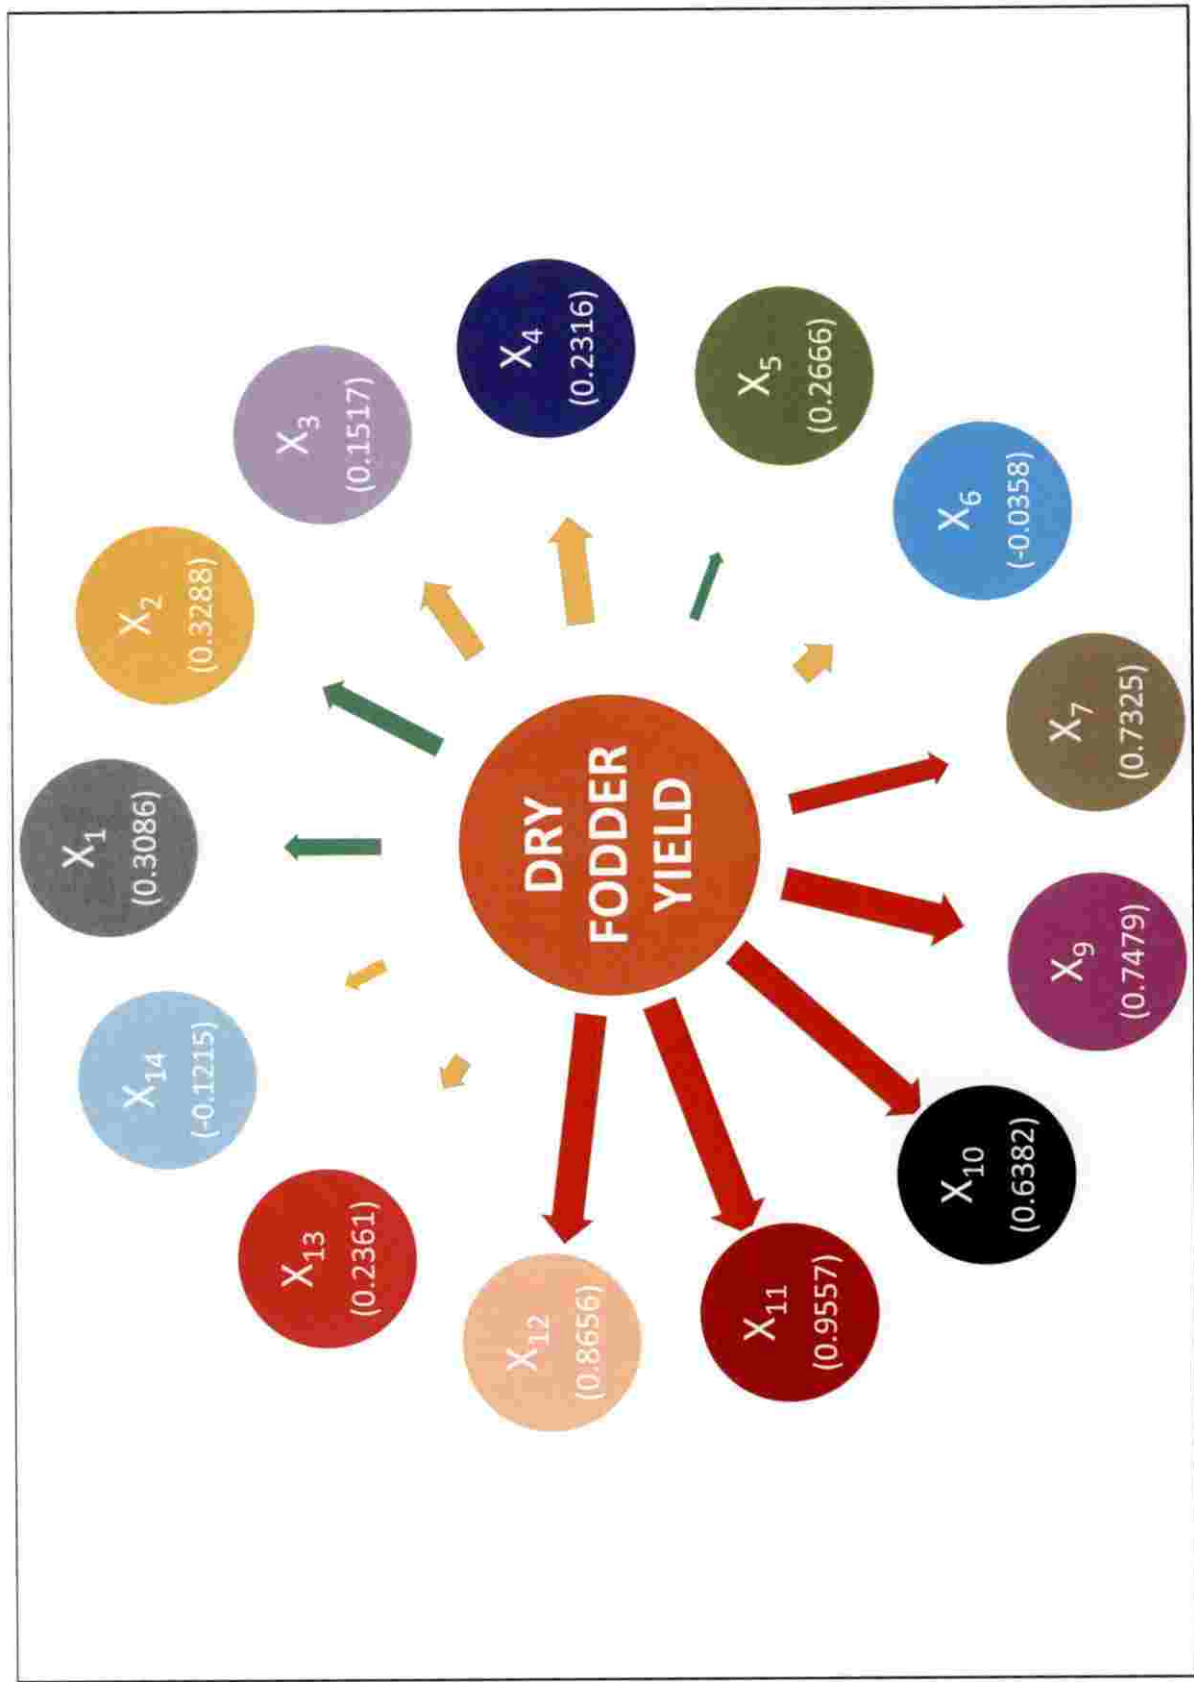 DRY
FODDER
YIELD
X1
(0.3086)
X2
(0.3288)
X3
(0.1517)
X4
(0.2316)
X5
(0.2666)
X6
(-0.0358)
X7
(0.7325)
X9
(0.7479)
X10
(0.6382)
X11
(0.9557)
X12
(0.8656)
X13
(0.2361)
X14
(-0.1215)